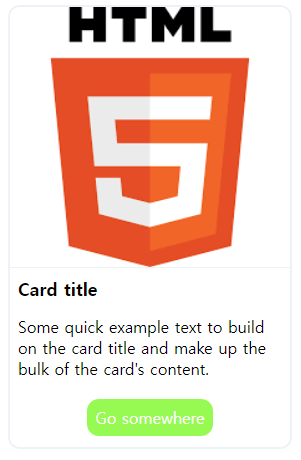 HTML
5
Card title
Some quick example text to build
on the card title and make up the
bulk of the card's content.
Go somewhere